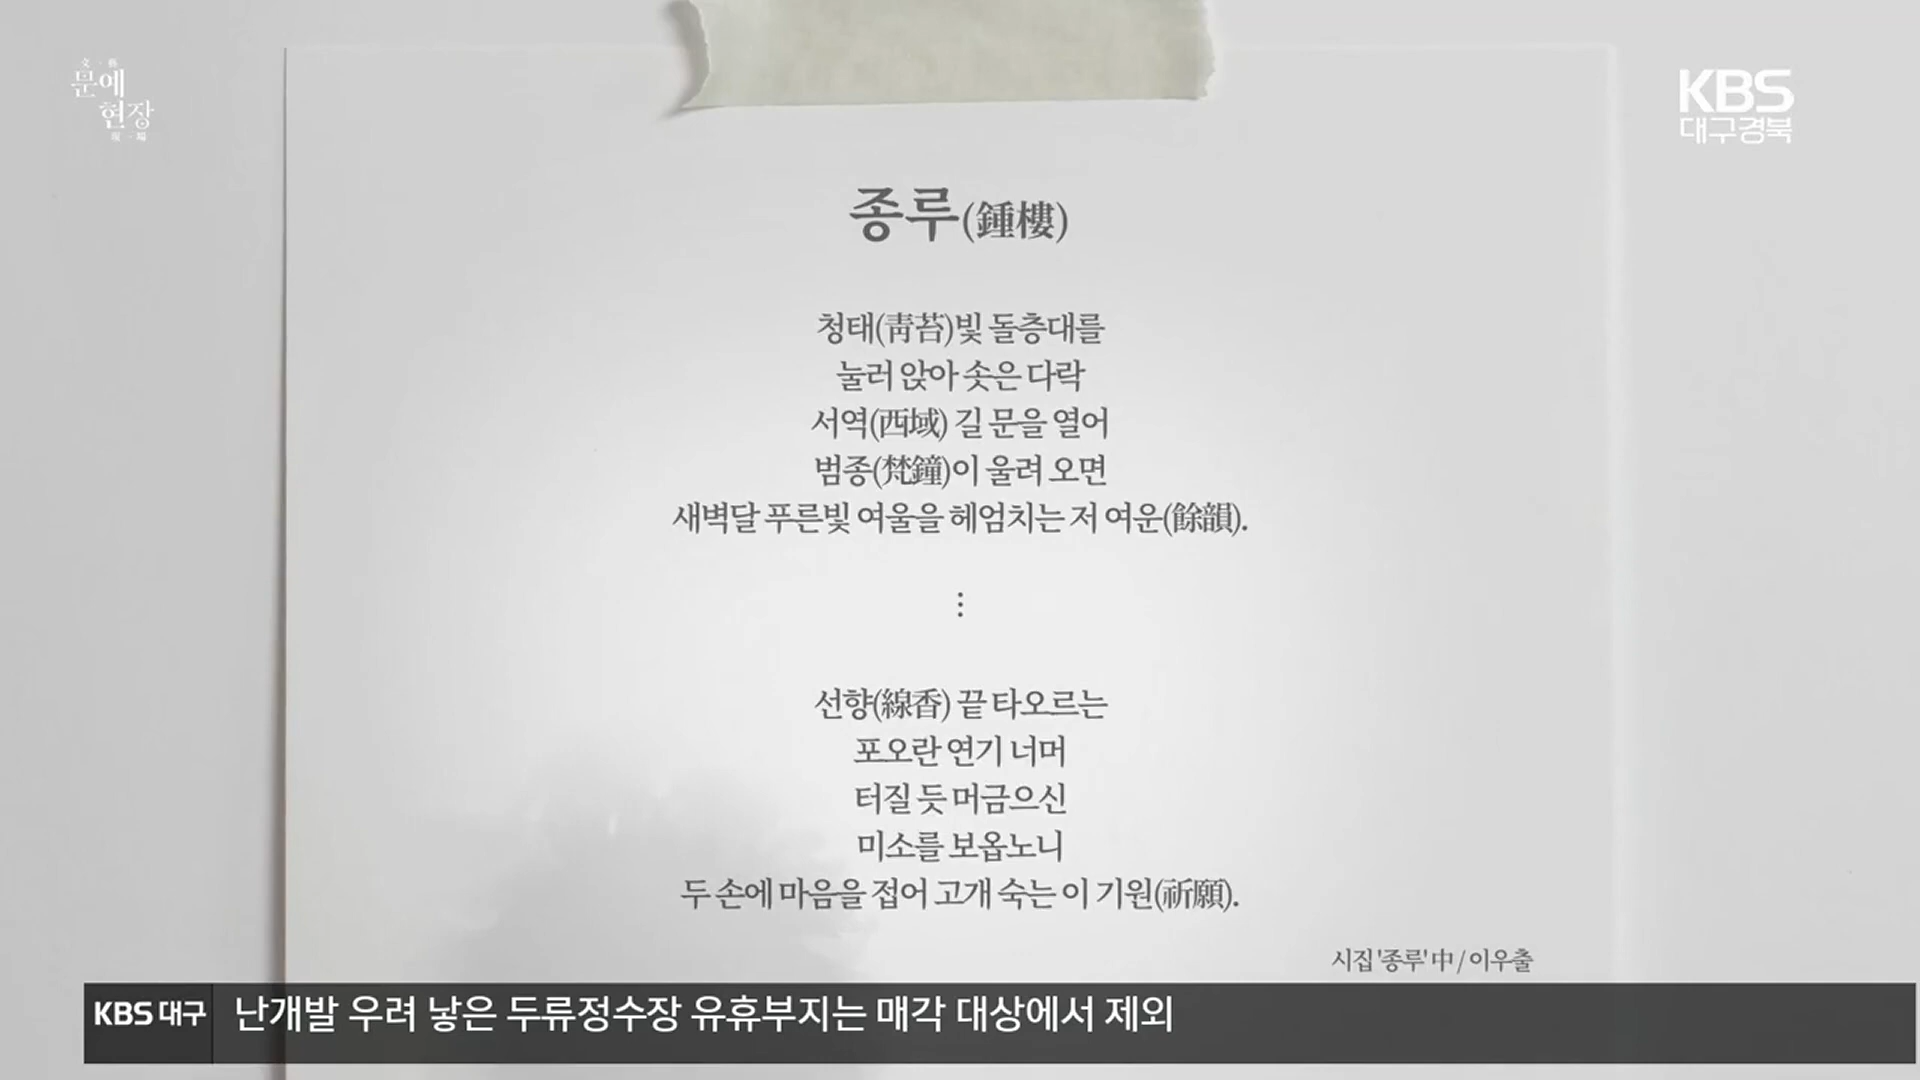 文·藝
문예
현장
現·場
KBS
대구경북
종루(鍾樓)
청태(靑苔)빛 돌층대를
눌러 앉아 솟은 다락
서역(西域) 길 문을 열어
범종(梵鐘)이 울려 오면
새벽달 푸른빛 여울을 헤엄치는 저 여운(餘韻).
⋮
선향(線香) 끝 타오르는
포오란 연기 너머
터질 듯 머금으신
미소를 보옵노니
두 손에 마음을 접어 고개 숙는 이 기원(祈願).
시집 '종루' 中 / 이우출
KBS 대구 난개발 우려 낳은 두류정수장 유휴부지는 매각 대상에서 제외